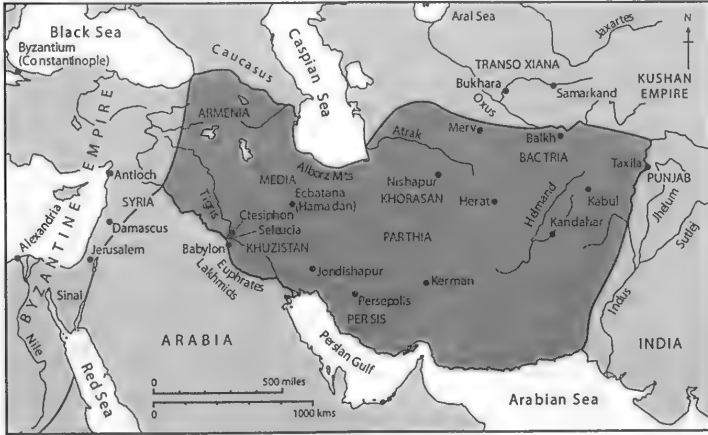 Black Sea
Byzantium
(Constantinople)
Caucasus
Caspian Sea
Aral Sea
Jaxartes
N
TRANSOXIANA
Bukhara
Samarkand
Oxus
KUSHAN
EMPIRE
ARMENIA
Atrak
Merv
Balkh
BACTRIA
Taxila
PUNJAB
Alborz Mts
MEDIA
Ecbatana
(Hamadan)
Nishapur
KHORASAN
Herat
Helmand
Kabul
Kandahar
Jhelum
Sutlej
Antioch
SYRIA
Tigris
Ctesiphon
Seleucia
Damascus
Babylon
KHUZISTAN
PARTHIA
Alexandria
Jerusalem
BYZANTINE EMPIRE
Euphrates
Lakhmids
Jondishapur
Kerman
Indus
Sinai
Persepolis
PERSIS
Nile
ARABIA
Persian Gulf
INDIA
Red Sea
0 500 miles
0 1000 kms
Arabian Sea